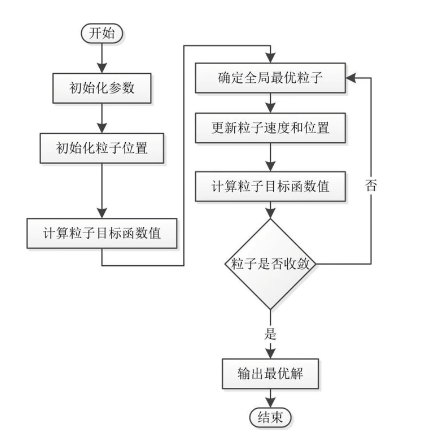 开始
初始化参数
初始化粒子位置
计算粒子目标函数值
确定全局最优粒子
更新粒子速度和位置
计算粒子目标函数值
粒子是否收敛
否
是
输出最优解
结束